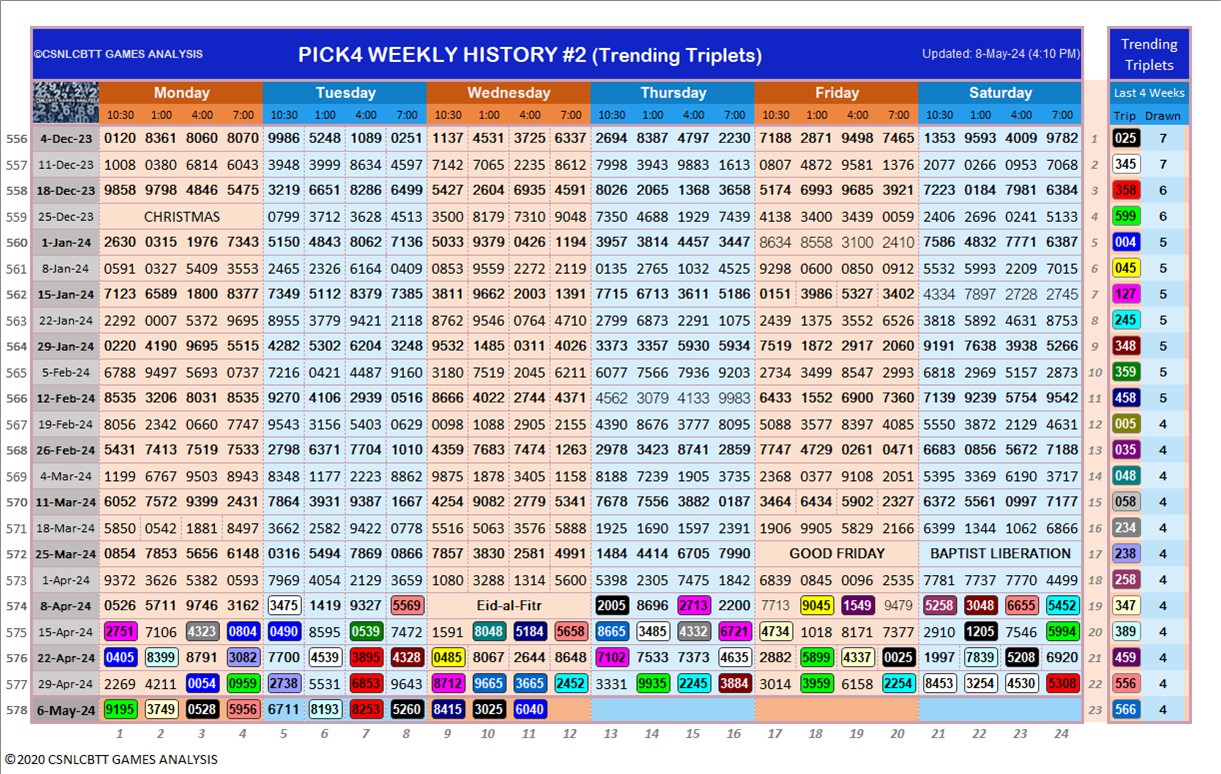 ©CSNLCBTT GAMES ANALYSIS PICK4 WEEKLY HISTORY #2 (Trending Triplets) Updated: 8-May-24 (4:10 PM) Trending Triplets
Monday Tuesday Wednesday Thursday Friday Saturday Last 4 Weeks
10:30 1:00 4:00 7:00 10:30 1:00 4:00 7:00 10:30 1:00 4:00 7:00 10:30 1:00 4:00 7:00 10:30 1:00 4:00 7:00 10:30 1:00 4:00 7:00 Trip Drawn
556 4-Dec-23 0120 8361 8060 8070 9986 5248 1089 0251 1137 4531 3725 6337 2694 8387 4797 2230 7188 2871 9498 7465 1353 9593 4009 9782 1 025 7
557 11-Dec-23 1008 0380 6814 6043 3948 3999 8634 4597 7142 7065 2235 8612 7998 3943 9885 1613 0807 4872 9581 1376 2077 0266 0953 7068 2 345 7
558 18-Dec-23 9858 9798 4846 5475 3219 6651 8286 6499 5427 2604 6935 4591 8026 2065 1368 3658 5174 6993 9685 3921 7223 0184 7981 6384 3 358 6
559 25-Dec-23 CHRISTMAS 0799 3712 3628 4513 3500 8179 7310 9048 7350 4688 1929 7439 4138 3400 3439 0059 2406 2696 0241 5133 4 599 6
560 1-Jan-24 2630 0315 1976 7343 5150 4843 8062 7136 5033 9379 0426 1194 3957 3814 4457 3447 8634 8558 3100 2410 7586 4832 7771 6387 5 004 5
561 8-Jan-24 0591 0327 5409 3553 2465 2326 6164 0409 0853 9559 2272 2119 0135 2765 1032 4525 9298 0600 0850 0912 5532 5993 2209 7015 6 045 5
562 15-Jan-24 7123 6589 1800 8377 7349 5112 8379 7385 3811 9662 2003 1391 7715 6713 3611 5186 0151 3986 5327 3402 4334 7897 2728 2745 7 127 5
563 22-Jan-24 2292 0007 5372 9695 8955 3779 9421 2118 8762 9546 0764 4710 2799 6873 2291 1075 2439 1375 3552 6526 3818 5892 4631 8753 8 245 5
564 29-Jan-24 0220 4190 9695 5515 4282 5302 6204 3248 9532 1485 0311 4026 3373 3357 5930 5934 7519 1872 2917 2060 9191 7638 3938 5266 9 348 5
565 5-Feb-24 6788 9497 5693 0737 7216 0421 4487 9160 3180 7519 2045 6211 6077 7566 7936 9203 2734 3499 8547 2993 6818 2969 5157 2873 10 359 5
566 12-Feb-24 8535 3206 8031 8535 9270 4106 2939 0516 8666 4022 2744 4371 4562 3079 4133 9983 6433 1552 6900 7360 7139 9239 5754 9542 11 458 5
567 19-Feb-24 8056 2342 0660 7747 9543 3156 5403 0629 0098 1088 2905 2155 4390 8676 3777 8095 5088 3577 8397 4085 5550 3872 2129 4631 12 005 4
568 26-Feb-24 5431 7413 7519 7533 2798 6371 7704 1010 4359 7683 7474 1263 2978 3423 8741 2859 7747 4729 0261 0471 6683 0856 5672 7188 13 035 4
569 4-Mar-24 1199 6767 9503 8943 8348 1177 2223 8869 9875 1878 3405 1158 8188 7239 1943 3735 2368 0377 9108 2051 5395 3369 6190 3717 14 048 4
570 11-Mar-24 6052 7572 9399 2431 7864 3931 9387 1667 4254 9082 2779 5341 7678 7556 3882 0187 3464 6434 5902 2327 6372 5561 0997 7177 15 058 4
571 18-Mar-24 5850 0542 1881 8497 3662 2582 9422 0778 5516 5063 3576 5888 1925 1690 1597 2391 1906 9905 5829 2166 6399 1344 1062 6866 16 234 4
572 25-Mar-24 0854 7853 5656 6148 0316 5494 7869 0866 7857 3830 2581 4991 1484 4414 6705 7990 GOOD FRIDAY BAPTIST LIBERATION 17 238 4
573 1-Apr-24 9372 3626 5382 0593 7969 4054 2129 3659 1080 3288 1314 5600 5398 2305 7475 1842 6839 0845 0096 2535 7781 7737 7770 4499 18 258 4
574 8-Apr-24 0526 5711 9746 3162 3475 1419 9327 5569 Eid-al-Fitr 2005 8696 2713 2200 7713 9045 1549 9479 5258 3048 6655 5452 19 347 4
575 15-Apr-24 2751 7106 4323 0804 0490 8595 0539 7472 1591 8048 5184 5658 8665 3485 4332 6721 4734 1018 8171 7377 2910 1205 7546 5994 20 389 4
576 22-Apr-24 0405 8399 8791 3082 7700 4539 3895 4328 0485 8067 2644 8648 7102 7533 7373 4635 2882 5899 4337 0025 1997 7839 5208 6920 21 459 4
577 29-Apr-24 2269 4211 0054 0959 2738 5531 6853 9643 8712 9665 3665 2452 3331 9935 2245 3884 3014 3959 6158 2254 8453 3254 4530 5308 22 556 4
578 6-May-24 9195 3749 0528 5956 6711 8193 8253 5260 8415 3025 6040 23 566 4
1 2 3 4 5 6 7 8 9 10 11 12 13 14 15 16 17 18 19 20 21 22 23 24
©2020 CSNLCBTT GAMES ANALYSIS